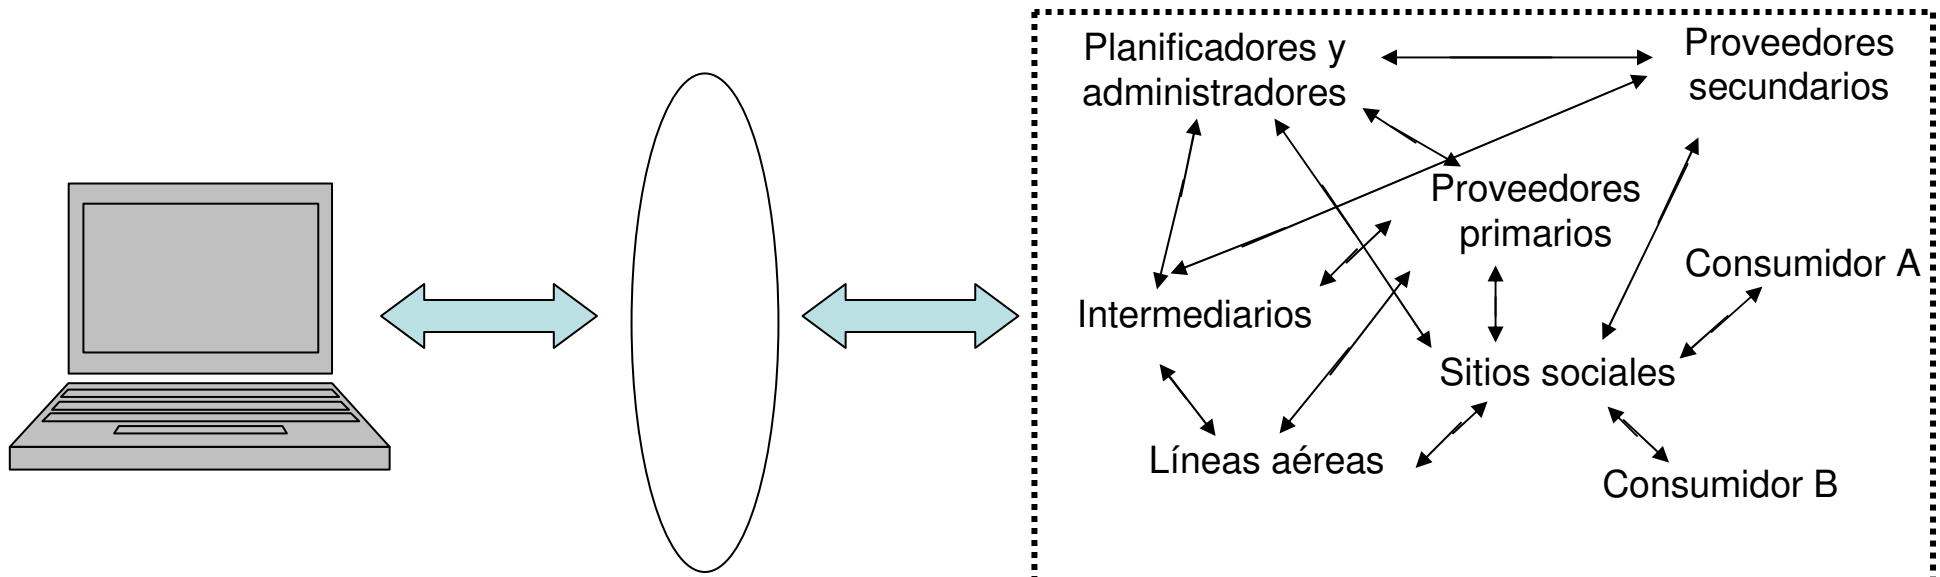 Planificadores y
administradores
Proveedores
secundarios
Proveedores
primarios
Consumidor A
Intermediarios
Sitios sociales
Líneas aéreas
Consumidor B